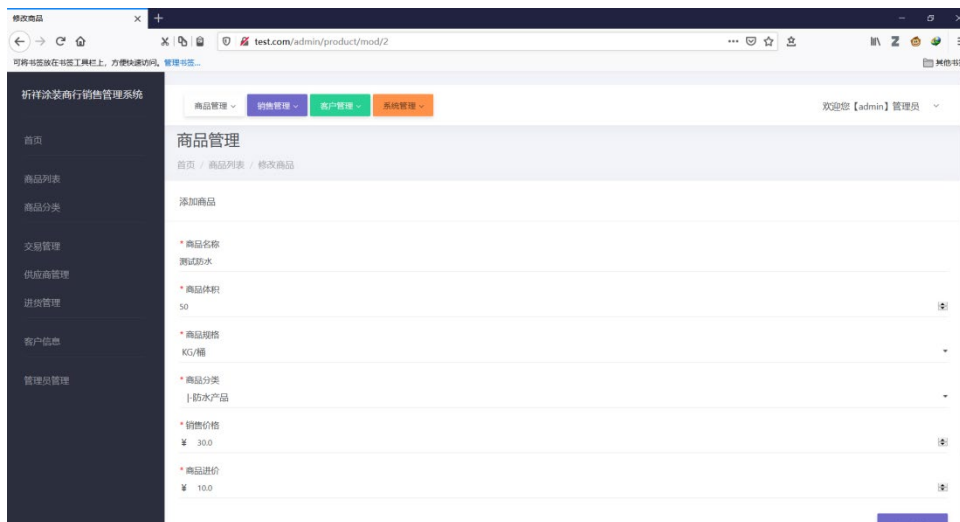 修改商品
test.com/admin/product/mod/2
可将书签放在书签工具栏上，方便快速访问。管理书签...
其他书签
祈祥涂装商行销售管理系统
商品管理
销售管理
客户管理
系统管理
欢迎您【admin】管理员
首页
商品列表
商品分类
交易管理
供应商管理
进货管理
客户信息
管理员管理
商品管理
首页 / 商品列表 / 修改商品
添加商品
* 商品名称
测试防水
* 商品体积
50
* 商品规格
KG/桶
* 商品分类
|-防水产品
* 销售价格
¥ 30.0
* 商品进价
¥ 10.0